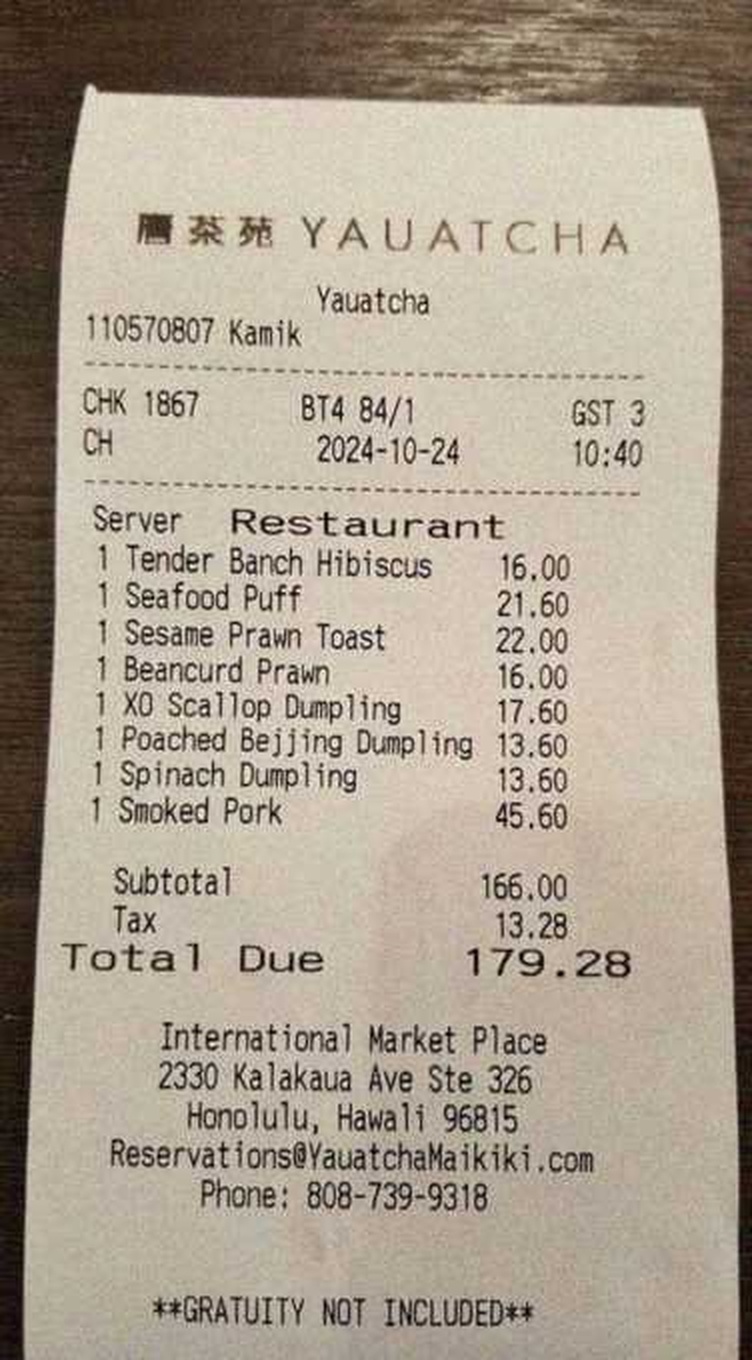 茶苑 YAUATCHA
Yauatcha
110570807 Kamik
CHK 1867 BT4 84/1 GST 3
CH 2024-10-24 10:40
Server Restaurant
1 Tender Banch Hibiscus 16.00
1 Seafood Puff 21.60
1 Sesame Prawn Toast 22.00
1 Beancurd Prawn 16.00
1 XO Scallop Dumpling 17.60
1 Poached Bejjing Dumpling 13.60
1 Spinach Dumpling 13.60
1 Smoked Pork 45.60
Subtotal 166.00
Tax 13.28
Total Due 179.28
International Market Place
2330 Kalakaua Ave Ste 326
Honolulu, Hawali 96815
Reservations@YauatchaMaikiki.com
Phone: 808-739-9318
**GRATUITY NOT INCLUDED**